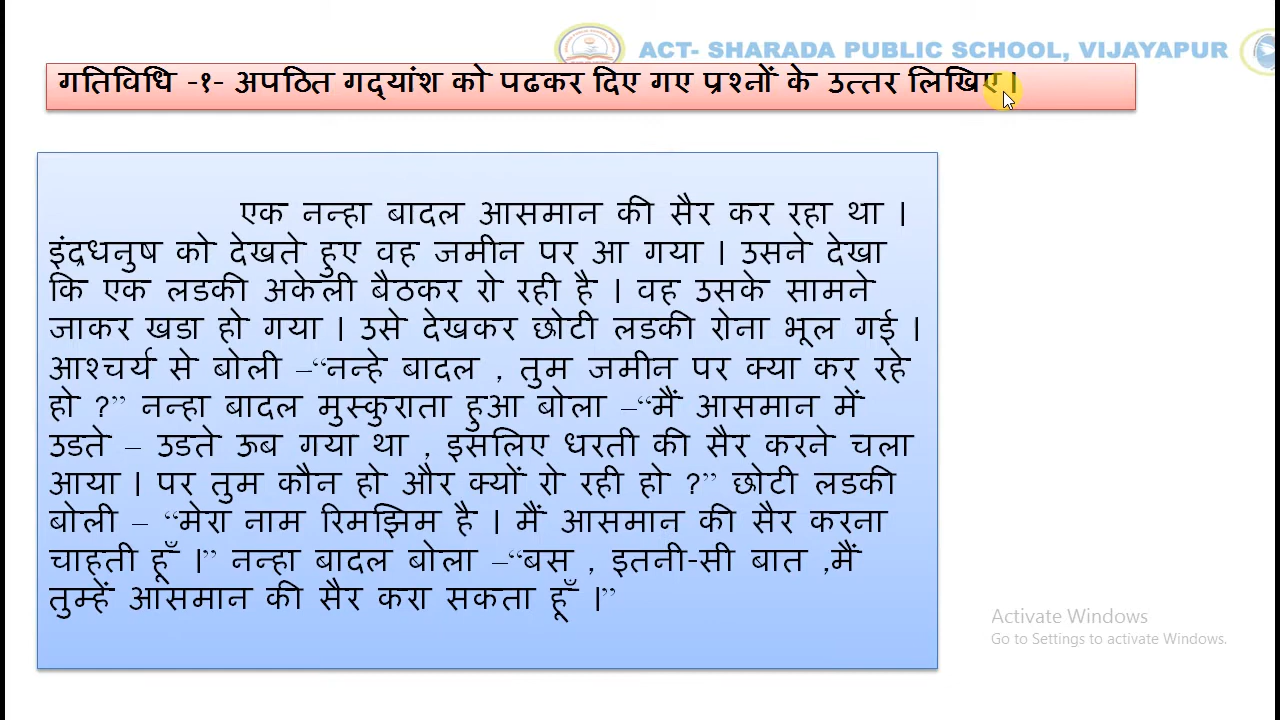 ACT- SHARADA PUBLIC SCHOOL, VIJAYAPUR
गतिविधि -१- अपठित गद्यांश को पढकर दिए गए प्रश्नों के उत्तर लिखिए ।
एक नन्हा बादल आसमान की सैर कर रहा था ।
इंद्रधनुष को देखते हुए वह जमीन पर आ गया । उसने देखा
कि एक लडकी अकेली बैठकर रो रही है । वह उसके सामने
जाकर खडा हो गया । उसे देखकर छोटी लडकी रोना भूल गई ।
आश्चर्य से बोली –“नन्हे बादल , तुम जमीन पर क्या कर रहे
हो ?” नन्हा बादल मुस्कुराता हुआ बोला –“मैं आसमान में
उडते – उडते ऊब गया था , इसलिए धरती की सैर करने चला
आया । पर तुम कौन हो और क्यों रो रही हो ?” छोटी लडकी
बोली – “मेरा नाम रिमझिम है । मैं आसमान की सैर करना
चाहती हूँ ।” नन्हा बादल बोला –“बस , इतनी-सी बात ,मैं
तुम्हें आसमान की सैर करा सकता हूँ ।”
Activate Windows
Go to Settings to activate Windows.